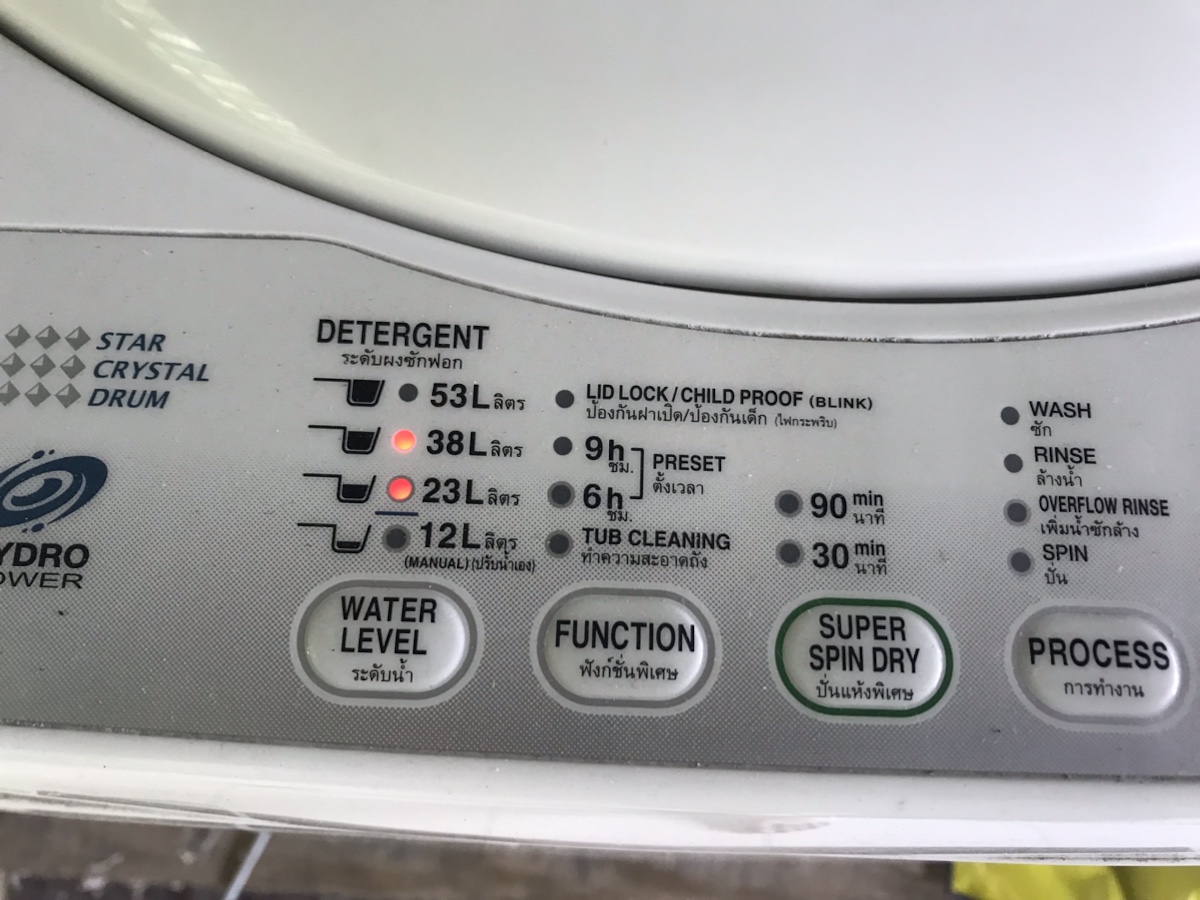 STAR
CRYSTAL
DRUM
YDRO
OWER
DETERGENT
ระดับผงซักฟอก
53L ลิตร
38L ลิตร
23L ลิตร
12L ลิตร
(MANUAL) (ปรับน้ำเอง)
WATER
LEVEL
ระดับน้ำ
LID LOCK / CHILD PROOF (BLINK)
ป้องกันฝาเปิด/ป้องกันเด็ก (ไฟกระพริบ)
9h
ชม.
6h
ชม.
PRESET
ตั้งเวลา
TUB CLEANING
ทำความสะอาดถัง
FUNCTION
ฟังก์ชั่นพิเศษ
90 min
นาที
30 min
นาที
SUPER
SPIN DRY
ปั่นแห้งพิเศษ
WASH
ซัก
RINSE
ล้างน้ำ
OVERFLOW RINSE
เพิ่มน้ำซักล้าง
SPIN
ปั่น
PROCESS
การทำงาน